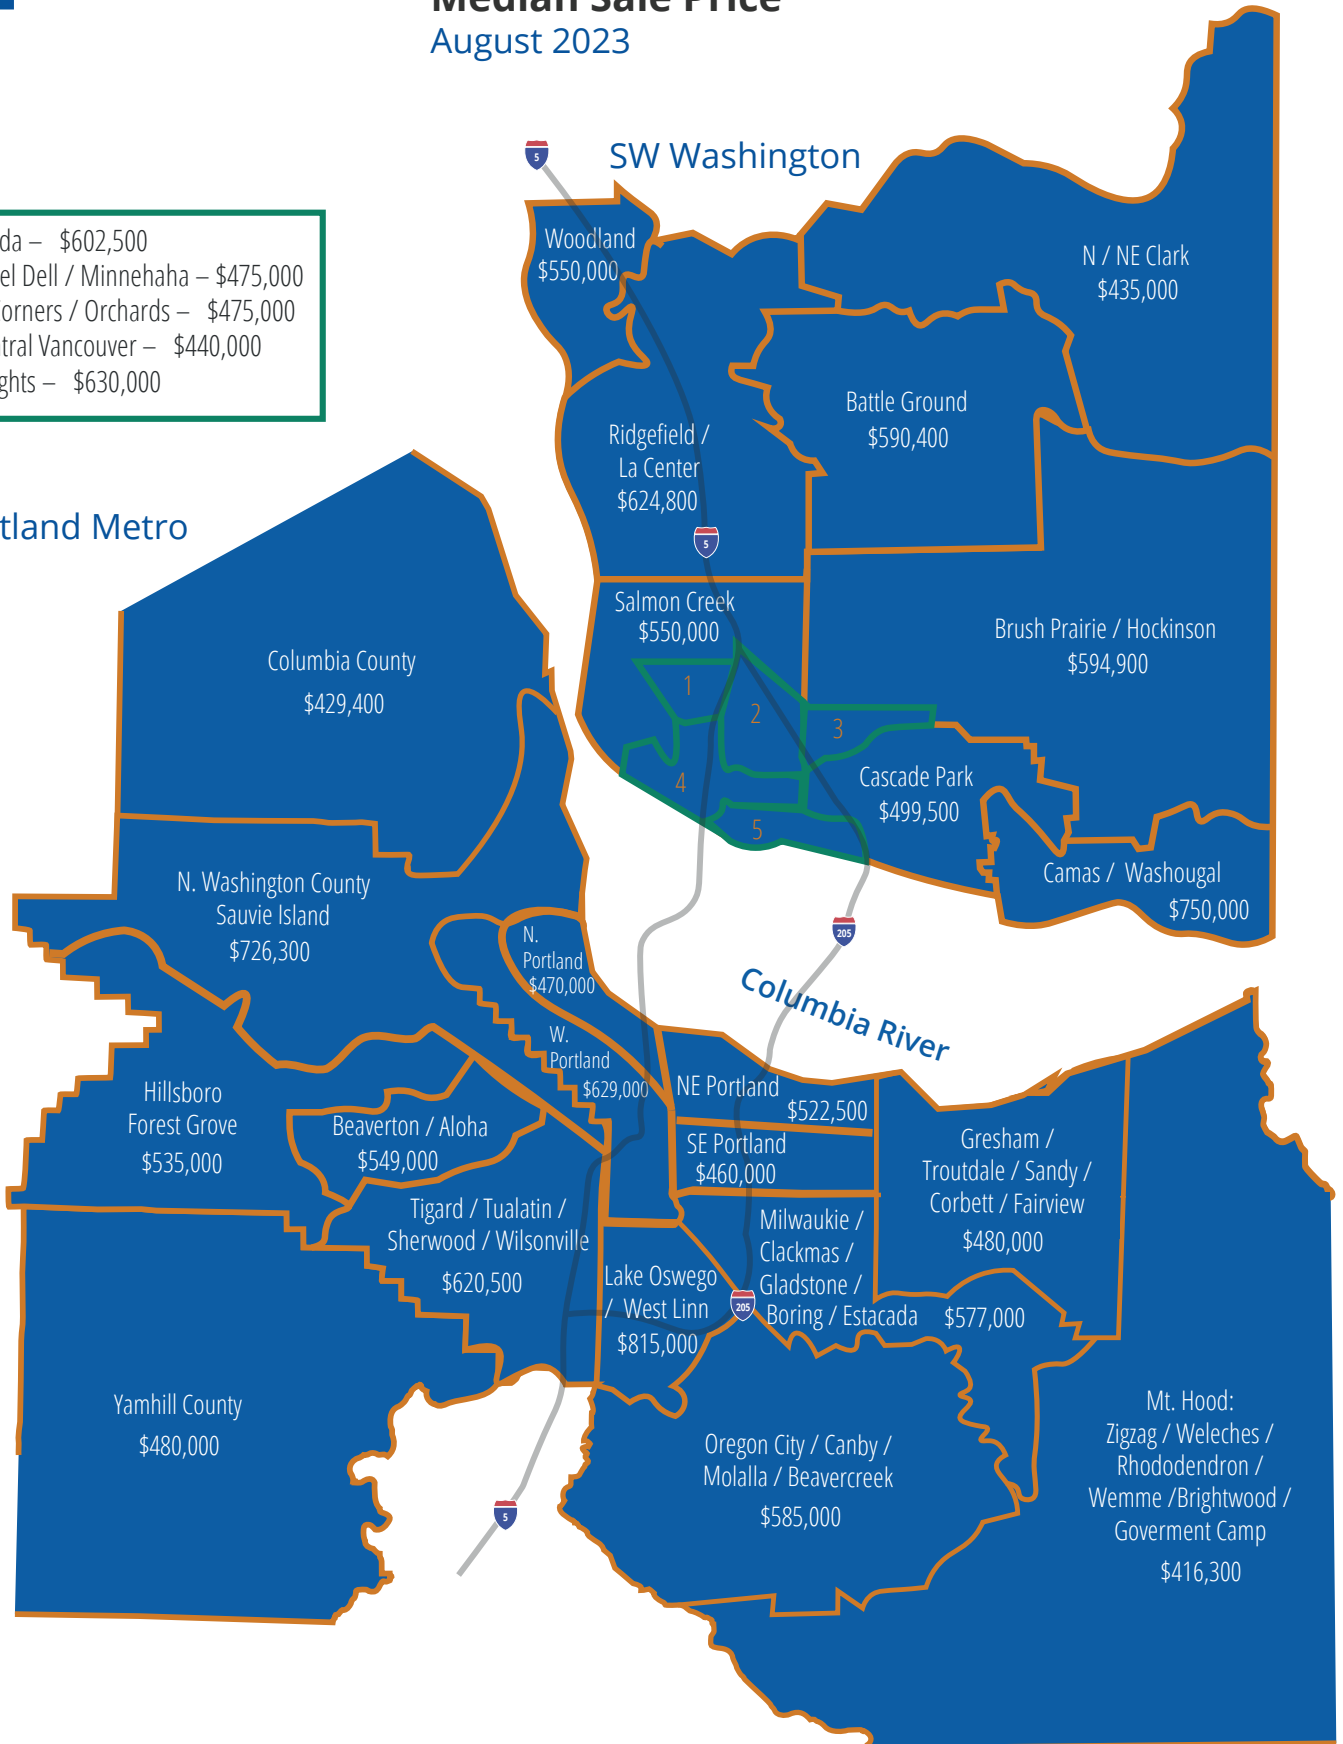 Median Sale Price
August 2023
SW Washington
da – $602,500
el Dell / Minnehaha – $475,000
orners / Orchards – $475,000
tral Vancouver – $440,000
ghts – $630,000
tland Metro
5
Woodland
$550,000
N / NE Clark
$435,000
Battle Ground
$590,400
Ridgefield /
La Center
$624,800
5
Salmon Creek
$550,000
Brush Prairie / Hockinson
$594,900
1
2
3
4
5
Cascade Park
$499,500
Camas / Washougal
$750,000
205
Columbia River
Columbia County
$429,400
N. Washington County
Sauvie Island
$726,300
N.
Portland
$470,000
W.
Portland
$629,000
NE Portland
$522,500
SE Portland
$460,000
Hillsboro
Forest Grove
$535,000
Beaverton / Aloha
$549,000
Tigard / Tualatin /
Sherwood / Wilsonville
$620,500
Gresham /
Troutdale / Sandy /
Corbett / Fairview
$480,000
Milwaukie /
Clackmas /
Gladstone /
Boring / Estacada $577,000
Lake Oswego
/ West Linn
$815,000
205
Yamhill County
$480,000
Oregon City / Canby /
Molalla / Beavercreek
$585,000
Mt. Hood:
Zigzag / Weleches /
Rhododendron /
Wemme /Brightwood /
Goverment Camp
$416,300
5